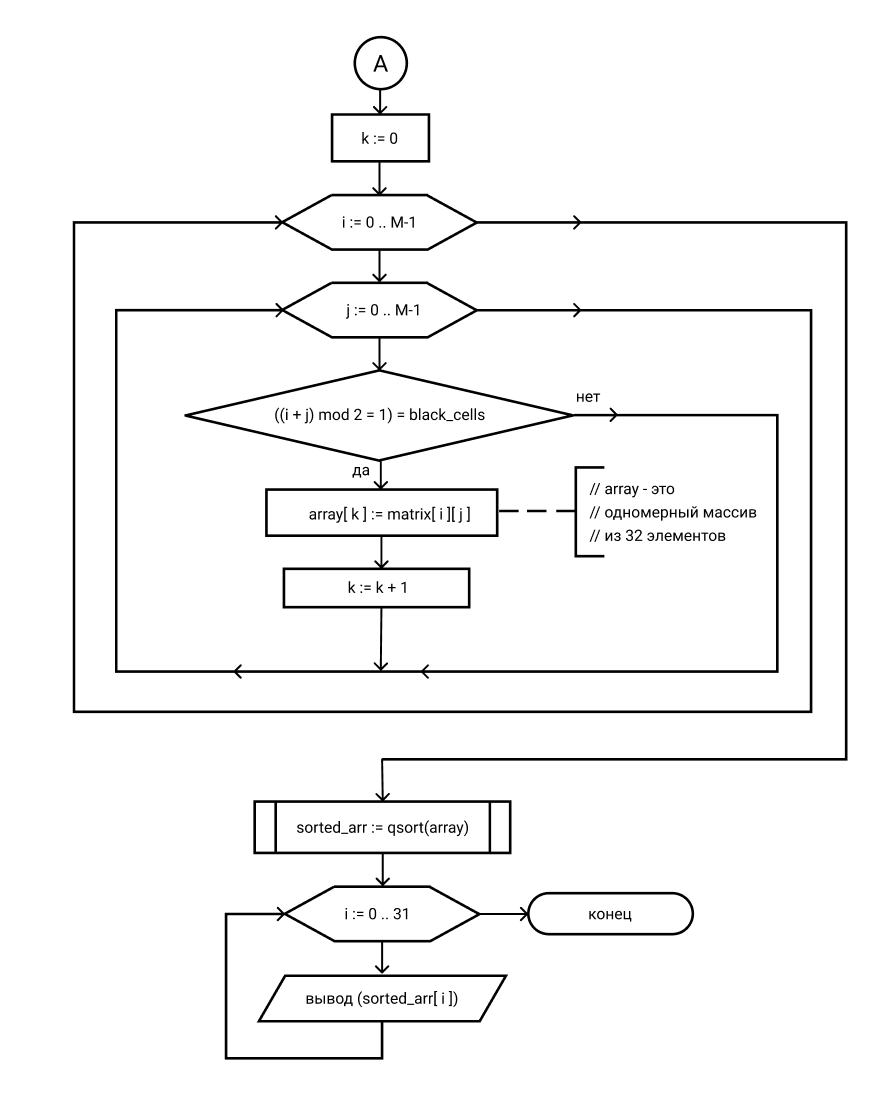 A
k := 0
i := 0 .. M-1
j := 0 .. M-1
((i + j) mod 2 = 1) = black_cells
нет
да
array[ k ] := matrix[ i ][ j ]
// array - это
// одномерный массив
// из 32 элементов
k := k + 1
sorted_arr := qsort(array)
i := 0 .. 31
конец
вывод (sorted_arr[ i ])